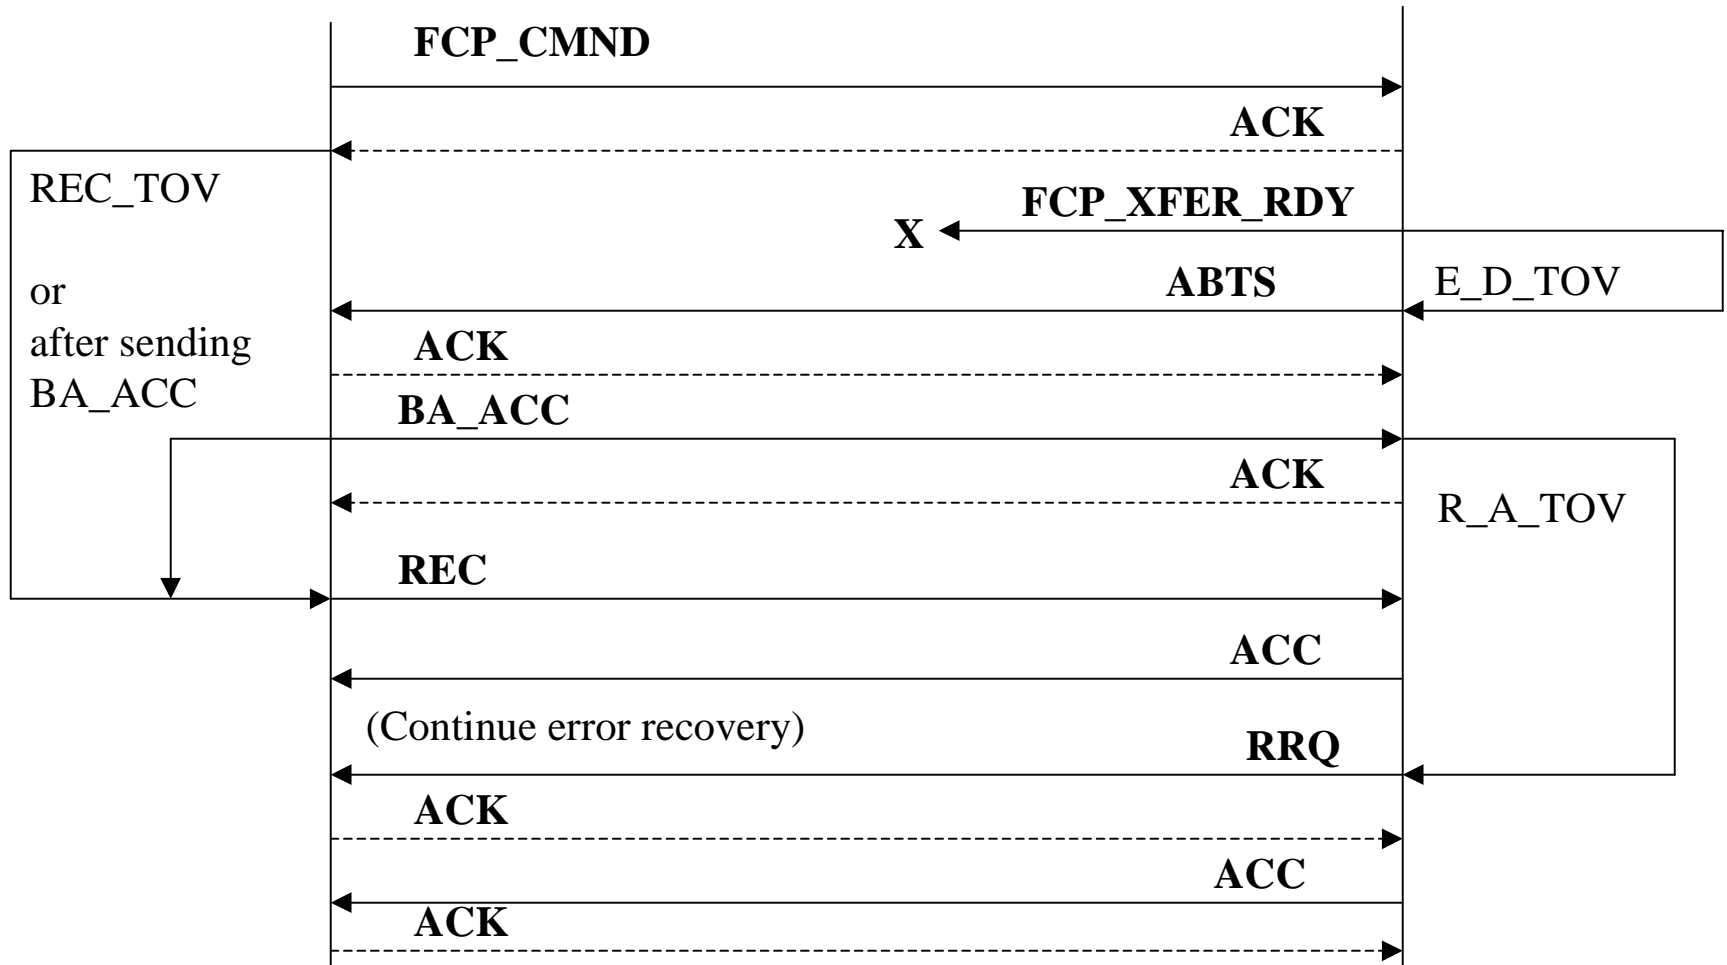 FCP_CMND
ACK
REC_TOV
FCP_XFER_RDY
X
or
after sending
BA_ACC
ABTS
E_D_TOV
ACK
BA_ACC
ACK
R_A_TOV
REC
ACC
(Continue error recovery)
RRQ
ACK
ACC
ACK